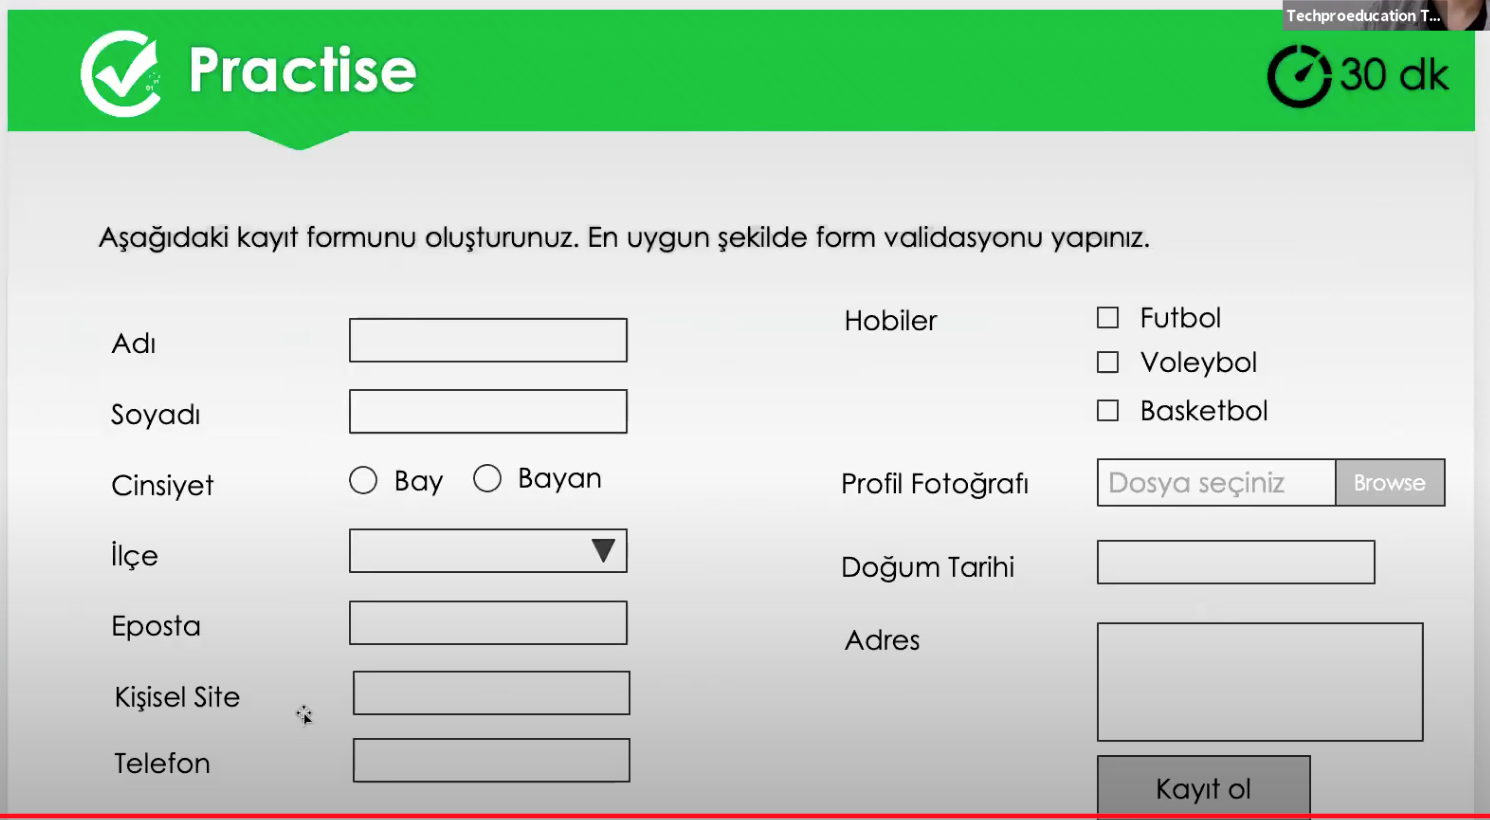 Techproeducation T...
Practise
30 dk
Aşağıdaki kayıt formunu oluşturunuz. En uygun şekilde form validasyonu yapınız.
Adı
Soyadı
Cinsiyet
Bay
Bayan
İlçe
Eposta
Kişisel Site
Telefon
Hobiler
Futbol
Voleybol
Basketbol
Profil Fotoğrafı
Dosya seçiniz
Browse
Doğum Tarihi
Adres
Kayıt ol